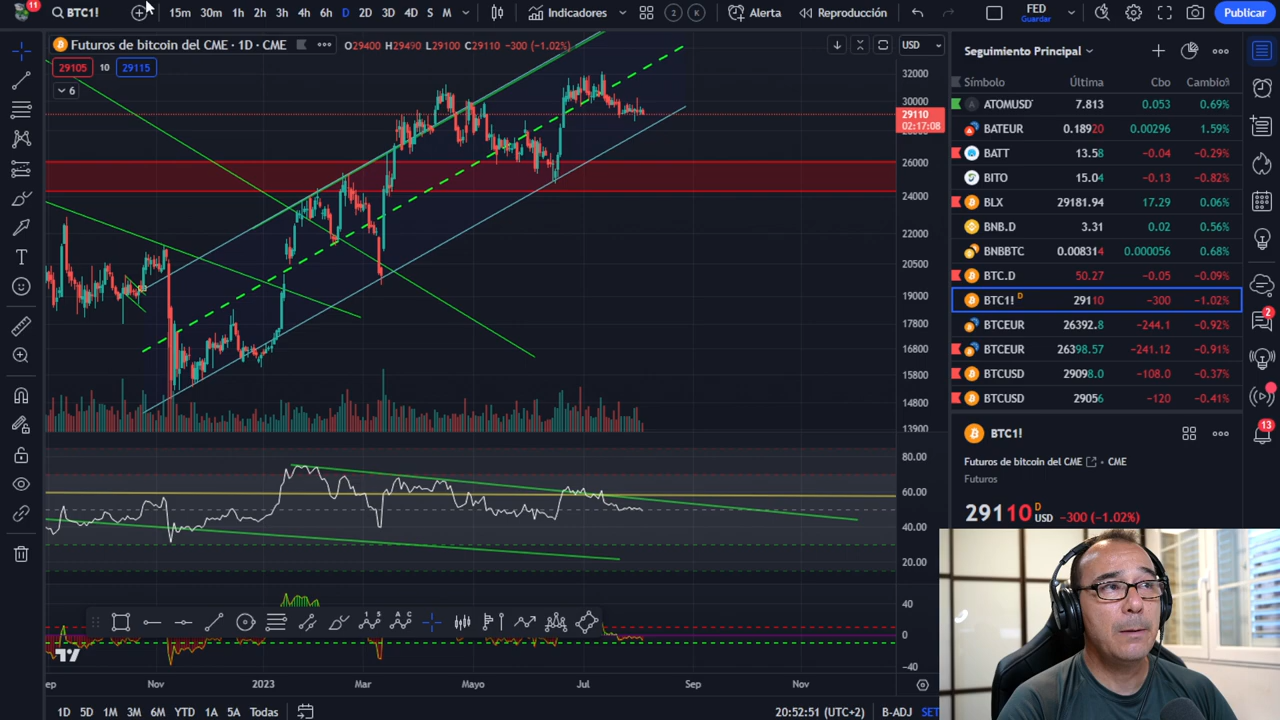 11 BTC1! 15m 30m 1h 2h 3h 4h 6h D 2D 3D 4D S M Indicadores 2 K Alerta Reproducción FED Guardar Publicar
Futuros de bitcoin del CME · 1D · CME O29400 H29490 L29100 C29110 -300 (-1.02%) USD
29105 10 29115
6
32000
30000
29110
02:17:08
26000
24000
22000
20500
19000
17800
16800
15800
14800
13900
80.00
60.00
40.00
20.00
40
0
-40
Nov 2023 Mar Mayo Jul Sep Nov
1D 5D 1M 3M 6M YTD 1A 5A Todas 20:52:51 (UTC+2) B-ADJ SET
Seguimiento Principal
Símbolo Última Cbo Cambio%
ATOMUSD 7.813 0.053 0.69%
BATEUR 0.18920 0.00296 1.59%
BATT 13.58 -0.04 -0.29%
BITO 15.04 -0.13 -0.82%
BLX 29181.94 17.29 0.06%
BNB.D 3.31 0.02 0.56%
BNBBTC 0.008314 0.000056 0.68%
BTC.D 50.27 -0.05 -0.09%
BTC1! D 29110 -300 -1.02%
BTCEUR 26392.8 -244.1 -0.92%
BTCEUR 26398.57 -241.12 -0.91%
BTCUSD 29098.0 -108.0 -0.37%
BTCUSD 29056 -120 -0.41%
BTC1!
Futuros de bitcoin del CME · CME
Futuros
29110 D USD -300 (-1.02%)
2
13